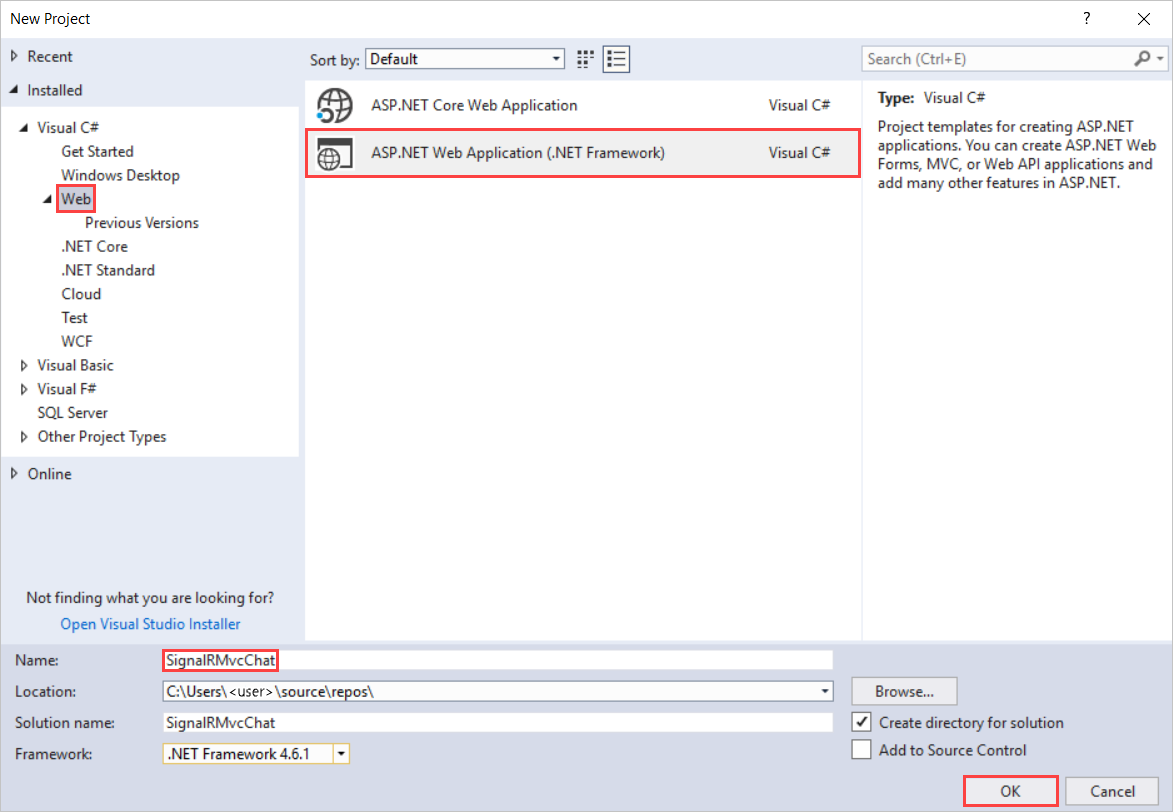 New Project
?
Recent
Installed
Visual C#
Get Started
Windows Desktop
Web
Previous Versions
.NET Core
.NET Standard
Cloud
Test
WCF
Visual Basic
Visual F#
SQL Server
Other Project Types
Online
Not finding what you are looking for?
Open Visual Studio Installer
Sort by: Default
ASP.NET Core Web Application Visual C#
ASP.NET Web Application (.NET Framework) Visual C#
Search (Ctrl+E)
Type: Visual C#
Project templates for creating ASP.NET
applications. You can create ASP.NET Web
Forms, MVC, or Web API applications and
add many other features in ASP.NET.
Name: SignalRMvcChat
Location: C:\Users\<user>\source\repos\ Browse...
Solution name: SignalRMvcChat Create directory for solution
Framework: .NET Framework 4.6.1 Add to Source Control
OK Cancel